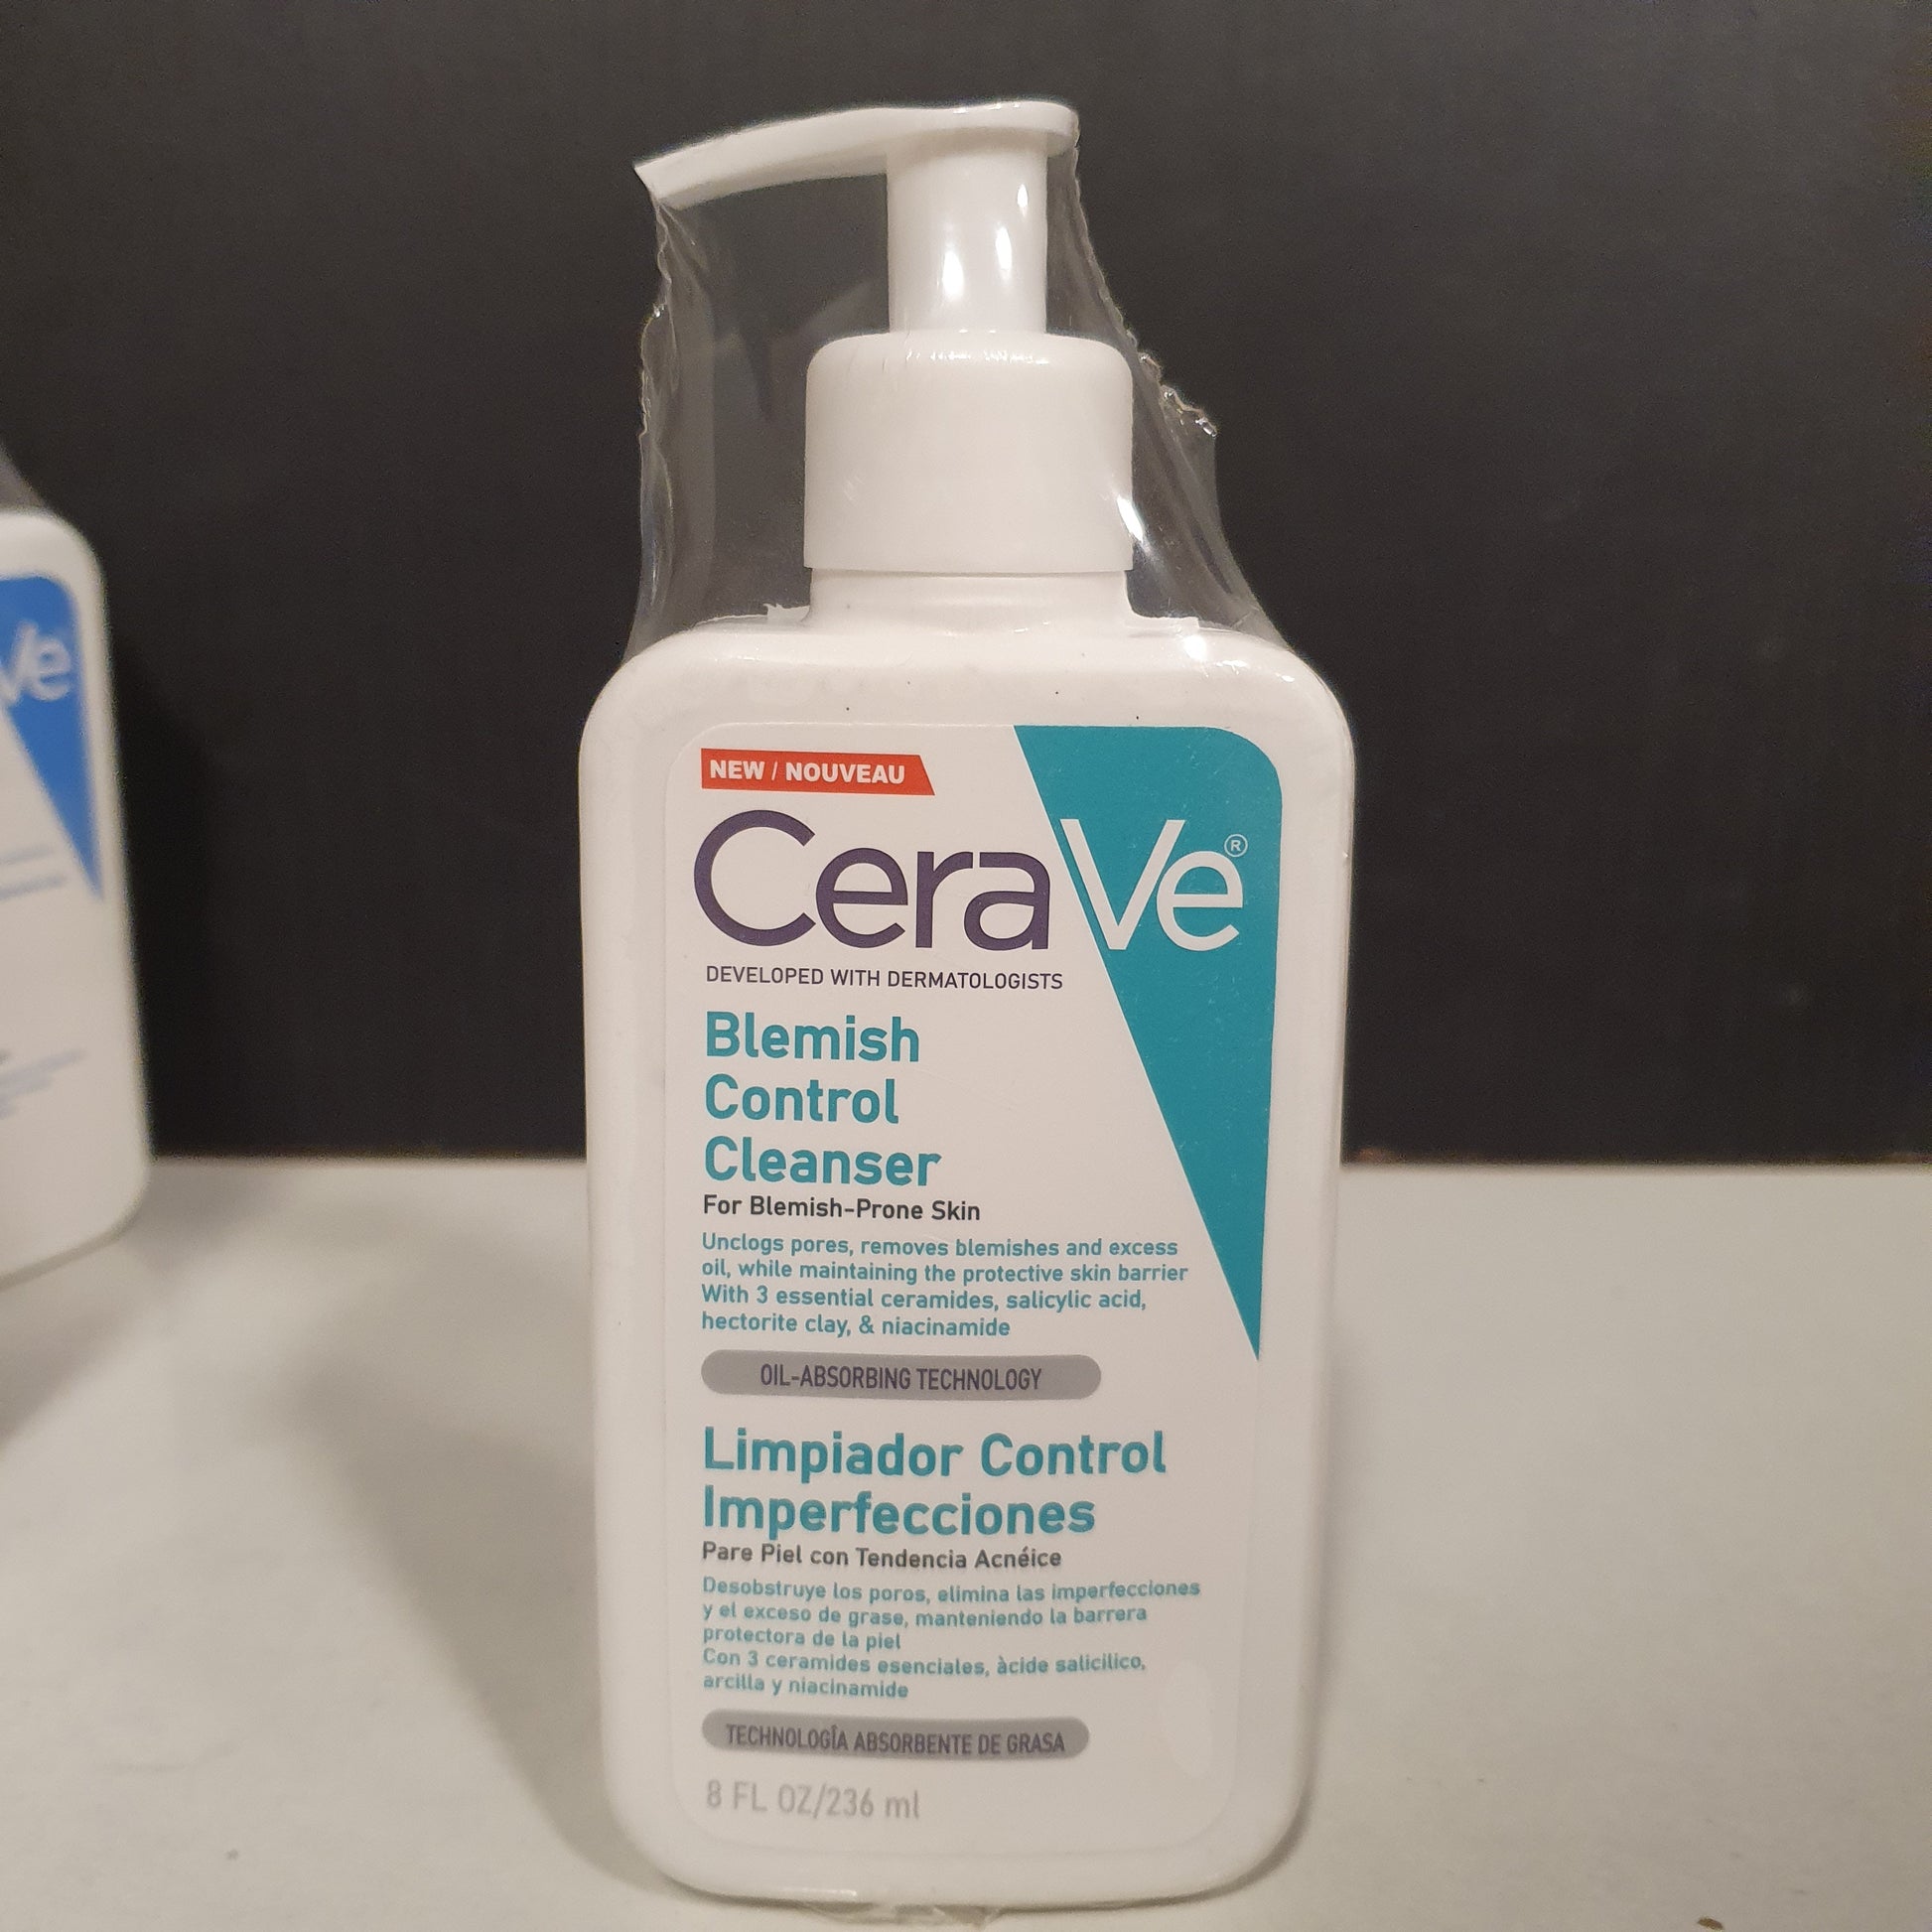 NEW / NOUVEAU
CeraVe®
DEVELOPED WITH DERMATOLOGISTS
Blemish
Control
Cleanser
For Blemish-Prone Skin
Unclogs pores, removes blemishes and excess
oil, while maintaining the protective skin barrier
With 3 essential ceramides, salicylic acid,
hectorite clay, & niacinamide
OIL-ABSORBING TECHNOLOGY
Limpiador Control
Imperfecciones
Pare Piel con Tendencia Acnéice
Desobstruye los poros, elimina las imperfecciones
y el exceso de grase, manteniendo la barrera
protectora de la piel
Con 3 ceramides esenciales, àcide salicilico,
arcilla y niacinamide
TECHNOLOGÎA ABSORBENTE DE GRASA
8 FL OZ/236 ml
Ve